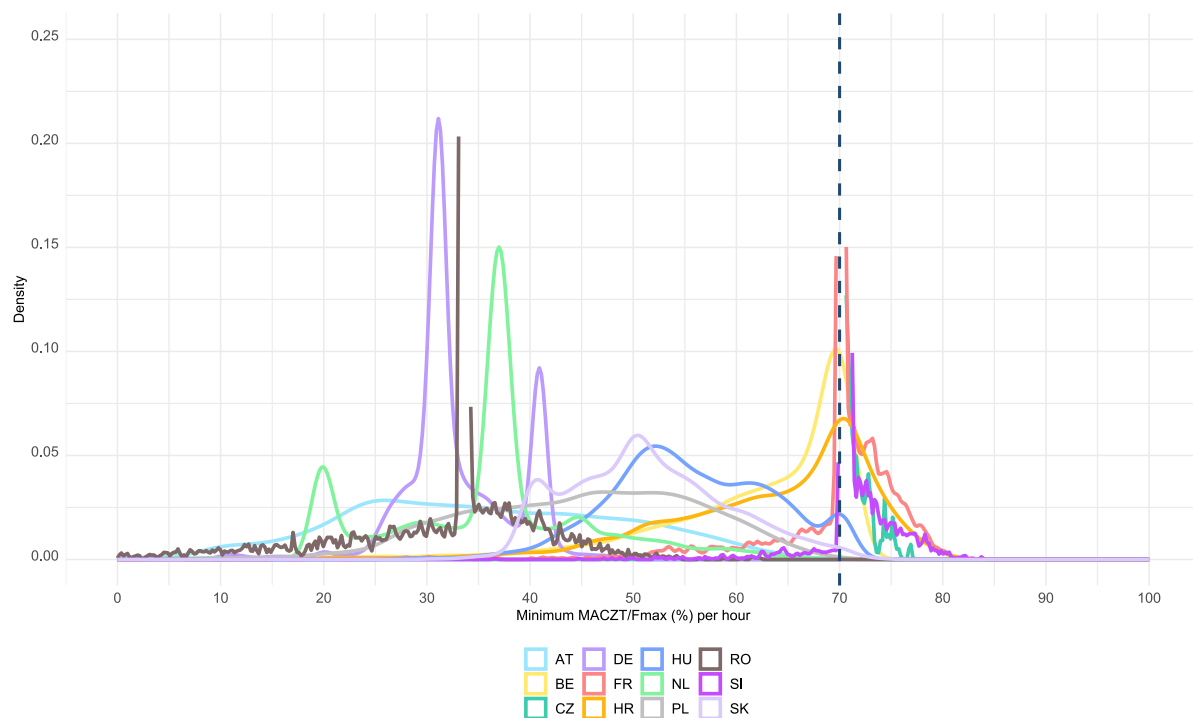 0.25
0.20
0.15
0.10
0.05
0.00
Density
0 10 20 30 40 50 60 70 80 90 100
Minimum MACZT/Fmax (%) per hour
AT DE HU RO
BE FR NL SI
CZ HR PL SK